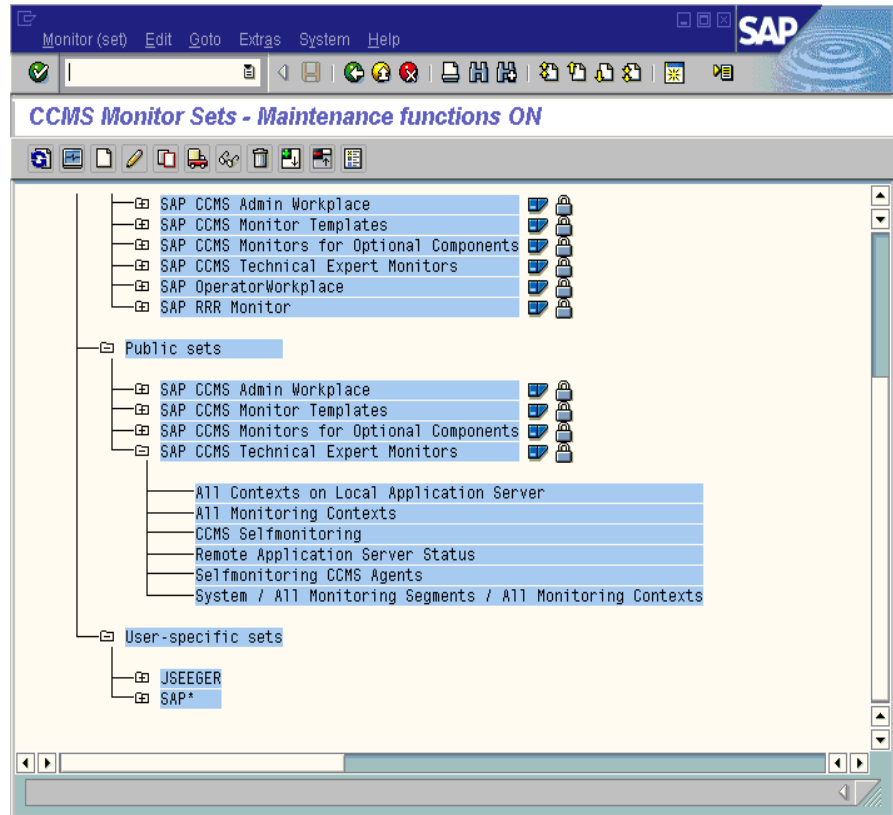 Monitor (set) Edit Goto Extras System Help
SAP
CCMS Monitor Sets - Maintenance functions ON
SAP CCMS Admin Workplace
SAP CCMS Monitor Templates
SAP CCMS Monitors for Optional Components
SAP CCMS Technical Expert Monitors
SAP OperatorWorkplace
SAP RRR Monitor
Public sets
SAP CCMS Admin Workplace
SAP CCMS Monitor Templates
SAP CCMS Monitors for Optional Components
SAP CCMS Technical Expert Monitors
All Contexts on Local Application Server
All Monitoring Contexts
CCMS Selfmonitoring
Remote Application Server Status
Selfmonitoring CCMS Agents
System / All Monitoring Segments / All Monitoring Contexts
User-specific sets
JSEEGER
SAP*